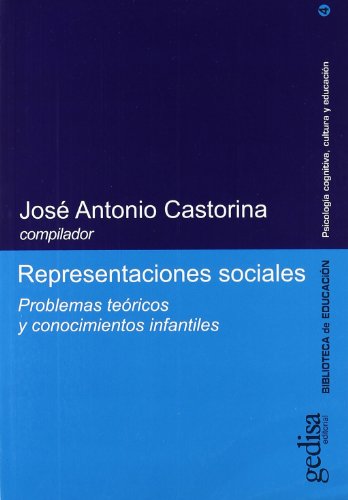 José Antonio Castorina
compilador
Representaciones sociales
Problemas teóricos
y conocimientos infantiles
4
Psicología cognitiva, cultura y educación
BIBLIOTECA de EDUCACIÓN
gedisa
editorial